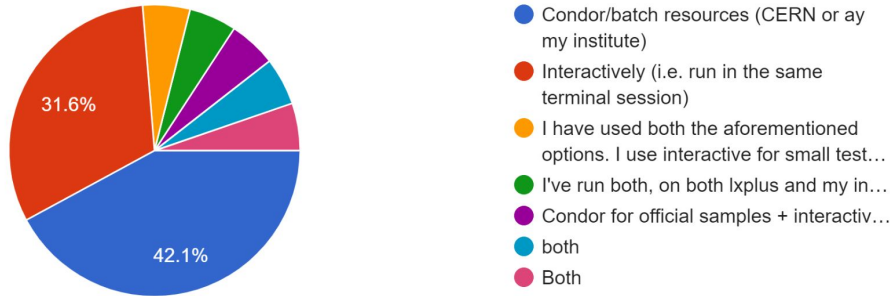 31.6%
42.1%
Condor/batch resources (CERN or ay
my institute)
Interactively (i.e. run in the same
terminal session)
I have used both the aforementioned
options. I use interactive for small test…
I've run both, on both lxplus and my in…
Condor for official samples + interactiv…
both
Both